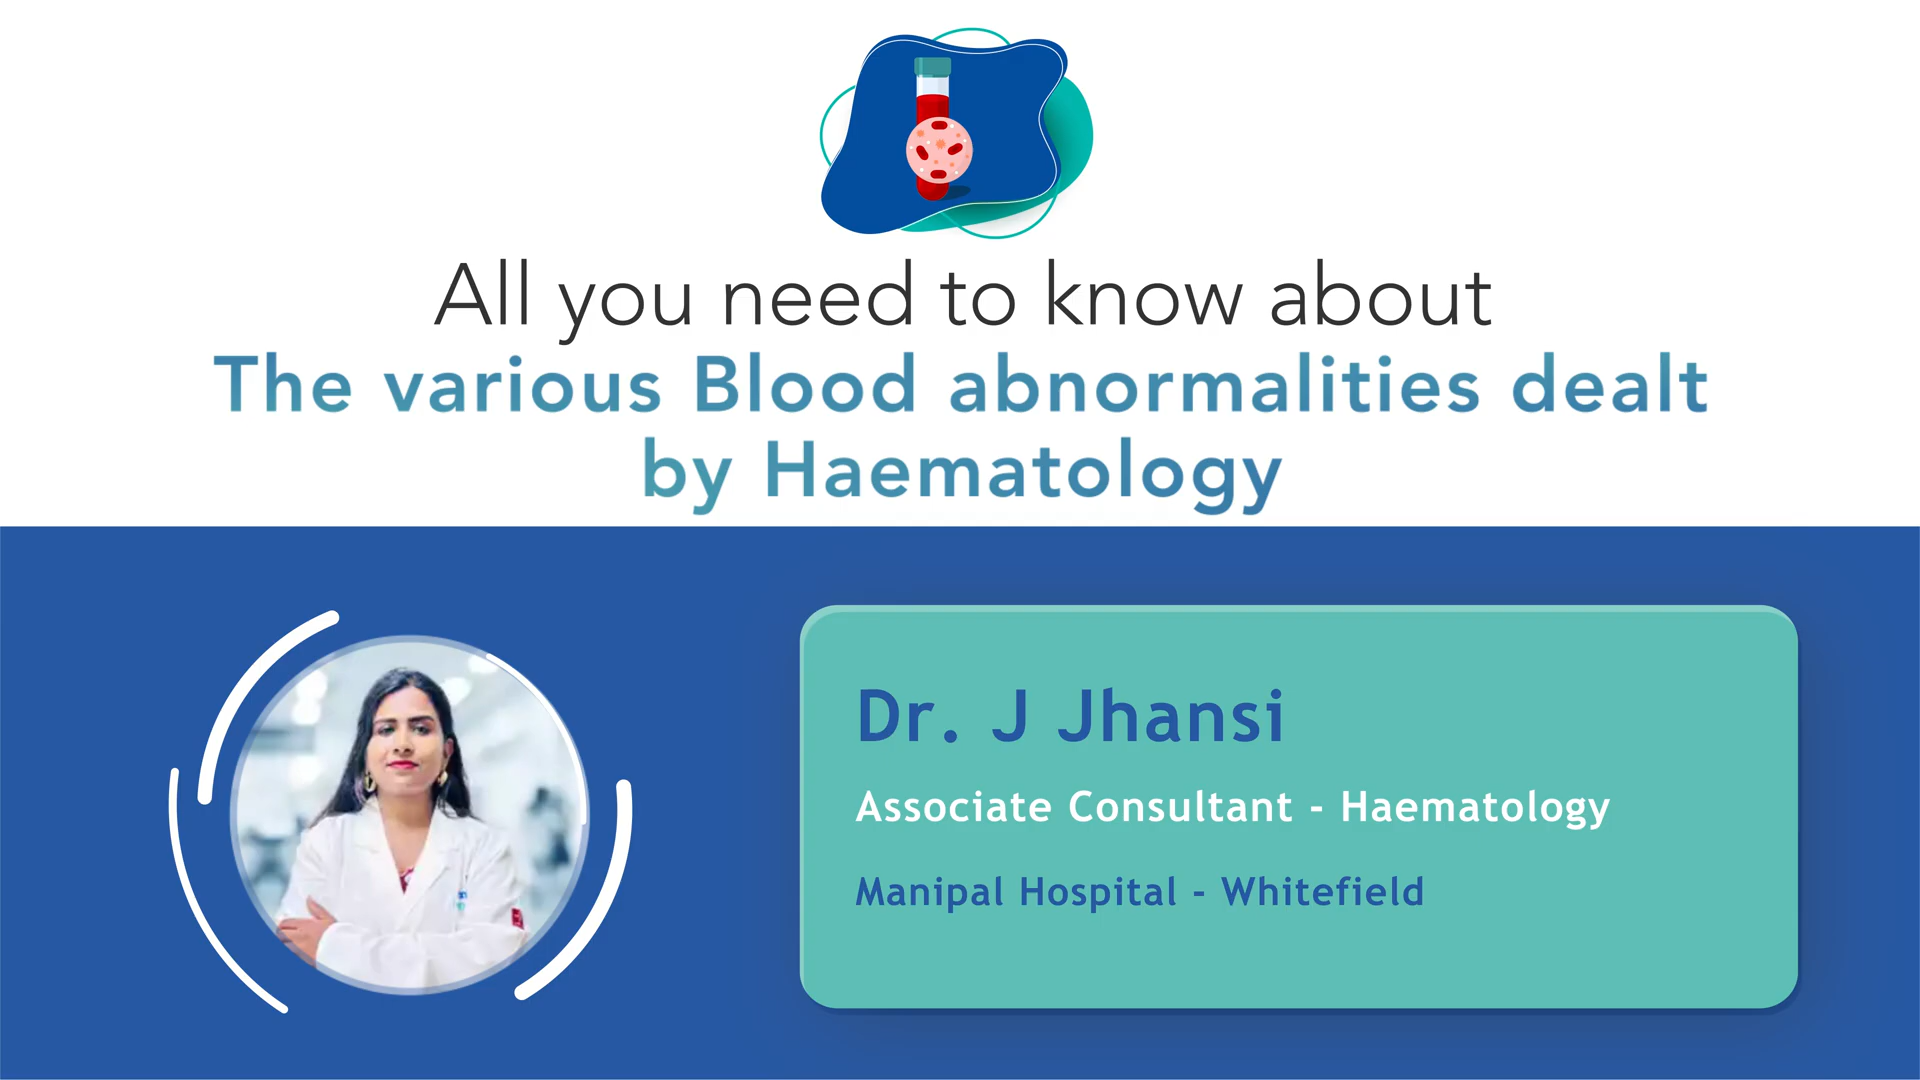 All you need to know about
The various Blood abnormalities dealt
by Haematology
Dr. J Jhansi
Associate Consultant - Haematology
Manipal Hospital - Whitefield